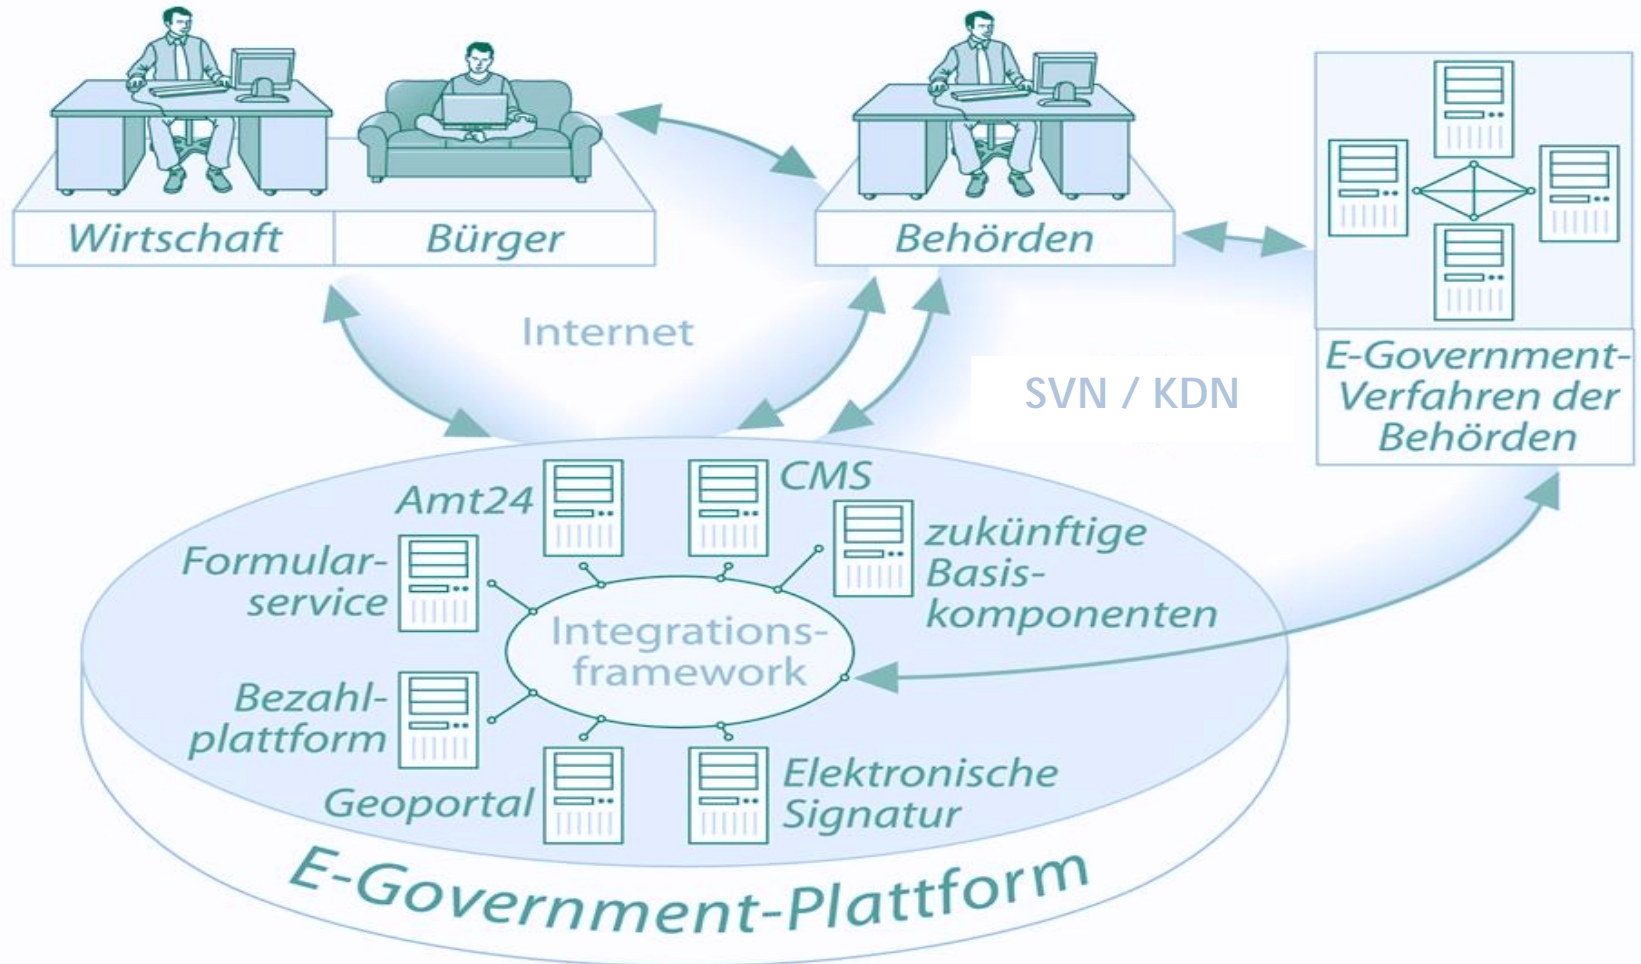 Wirtschaft
Bürger
Behörden
Internet
SVN / KDN
E-Government-
Verfahren der
Behörden
Amt24
CMS
Formular-
service
zukünftige
Basis-
komponenten
Integrations-
framework
Bezahl-
plattform
Geoportal
Elektronische
Signatur
E-Government-Plattform